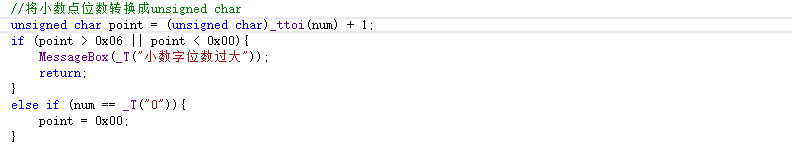 //将小数点位数转换成unsigned char
unsigned char point = (unsigned char)_ttoi(num) + 1;
if (point > 0x06 || point < 0x00){
MessageBox(_T("小数字位数过大"));
return;
}
else if (num == _T("0")){
point = 0x00;
}